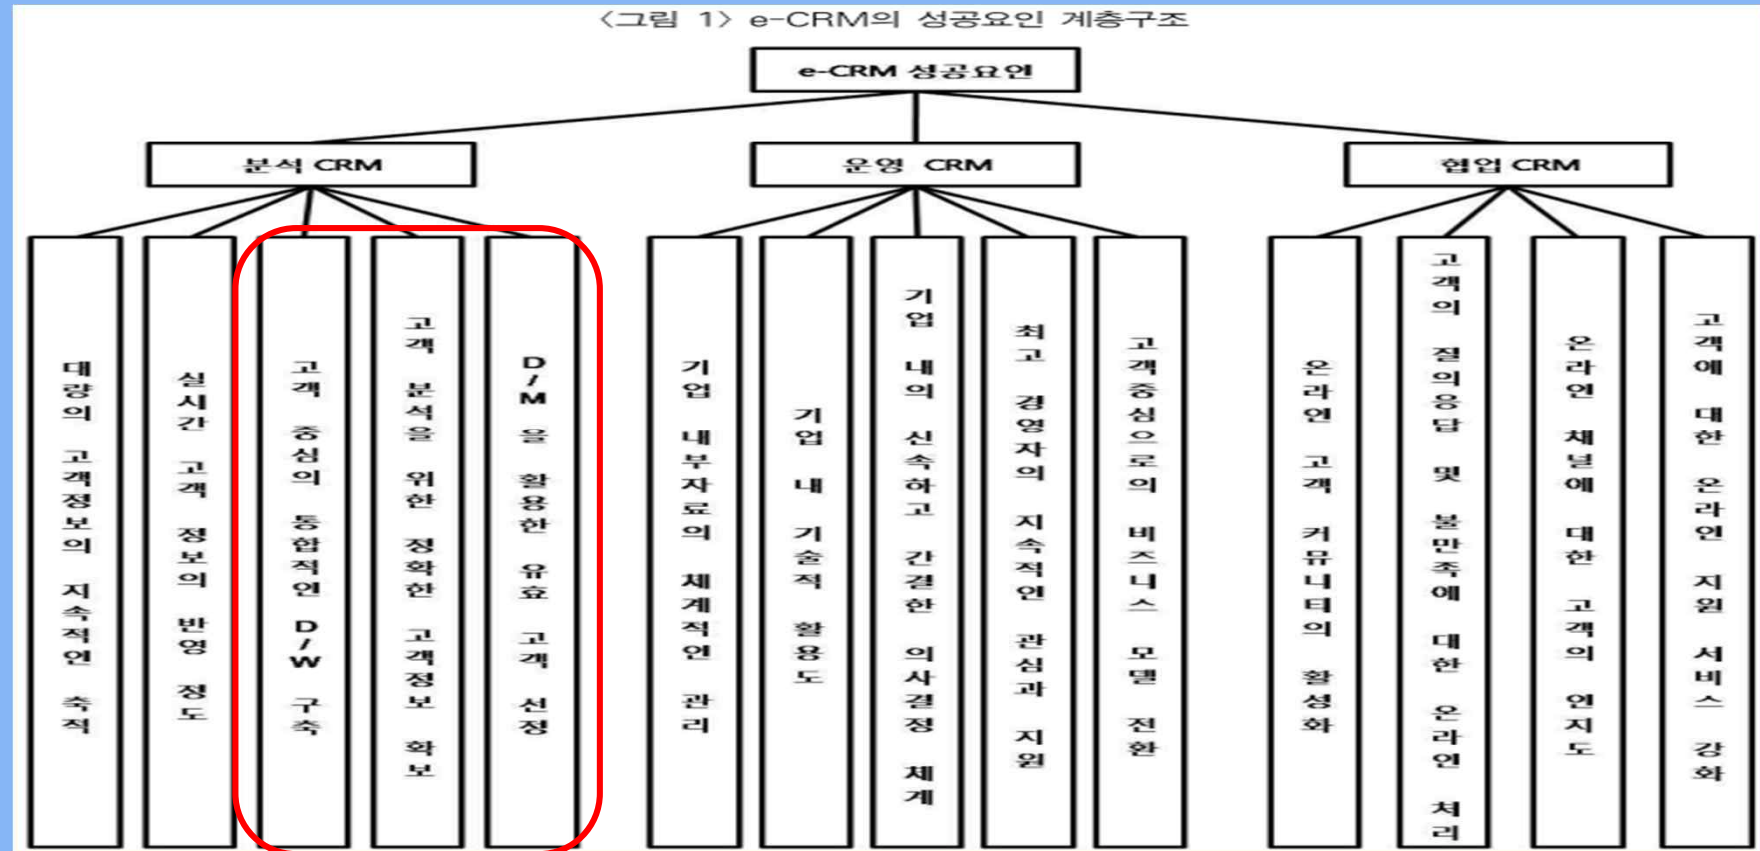 <그림 1> e-CRM의 성공요인 계층구조
e-CRM 성공요인
분석 CRM
운영 CRM
협업 CRM
대량의 고객정보의 지속적인 축적
실시간 고객 정보의 반영 정도
고객 중심의 통합적인 D/W 구축
고객 분석을 위한 정확한 고객정보 확보
D/M 을 활용한 유효 고객 선정
기업 내부자료의 체계적인 관리
기업 내 기술적 활용도
기업 내의 신속하고 간결한 의사결정 체계
최고 경영자의 지속적인 관심과 지원
고객중심으로의 비즈니스 모델 전환
온라인 고객 커뮤니티의 활성화
고객의 질의응답 및 불만족에 대한 온라인 처리
온라인 채널에 대한 고객의 인지도
고객에 대한 온라인 지원 서비스 강화